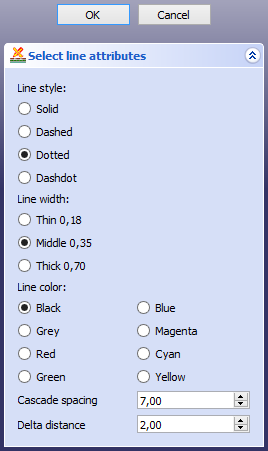 OK Cancel
Select line attributes
Line style:
Solid
Dashed
Dotted
Dashdot
Line width:
Thin 0,18
Middle 0,35
Thick 0,70
Line color:
Black Blue
Grey Magenta
Red Cyan
Green Yellow
Cascade spacing 7,00
Delta distance 2,00